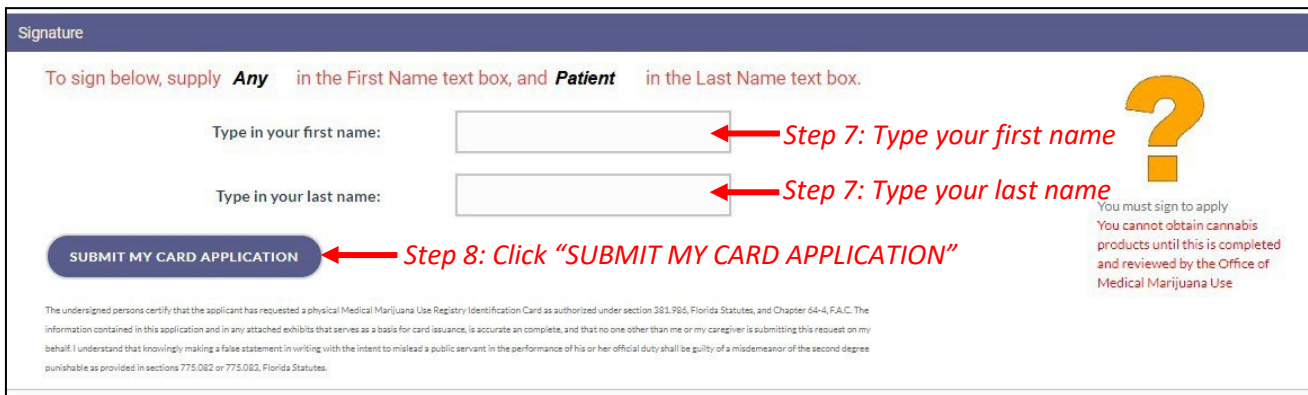 Signature
To sign below, supply Any in the First Name text box, and Patient in the Last Name text box.
Type in your first name:
Step 7: Type your first name
Type in your last name:
Step 7: Type your last name
?
You must sign to apply
You cannot obtain cannabis
products until this is completed
and reviewed by the Office of
Medical Marijuana Use
SUBMIT MY CARD APPLICATION
Step 8: Click “SUBMIT MY CARD APPLICATION”
The undersigned persons certify that the applicant has requested a physical Medical Marijuana Use Registry Identification Card as authorized under section 381.986, Florida Statutes, and Chapter 64-4, F.A.C. The
information contained in this application and in any attached exhibits that serves as a basis for card issuance, is accurate an complete, and that no one other than me or my caregiver is submitting this request on my
behalf. I understand that knowingly making a false statement in writing with the intent to mislead a public servant in the performance of his or her official duty shall be guilty of a misdemeanor of the second degree
punishable as provided in sections 775.082 or 775.083, Florida Statutes.